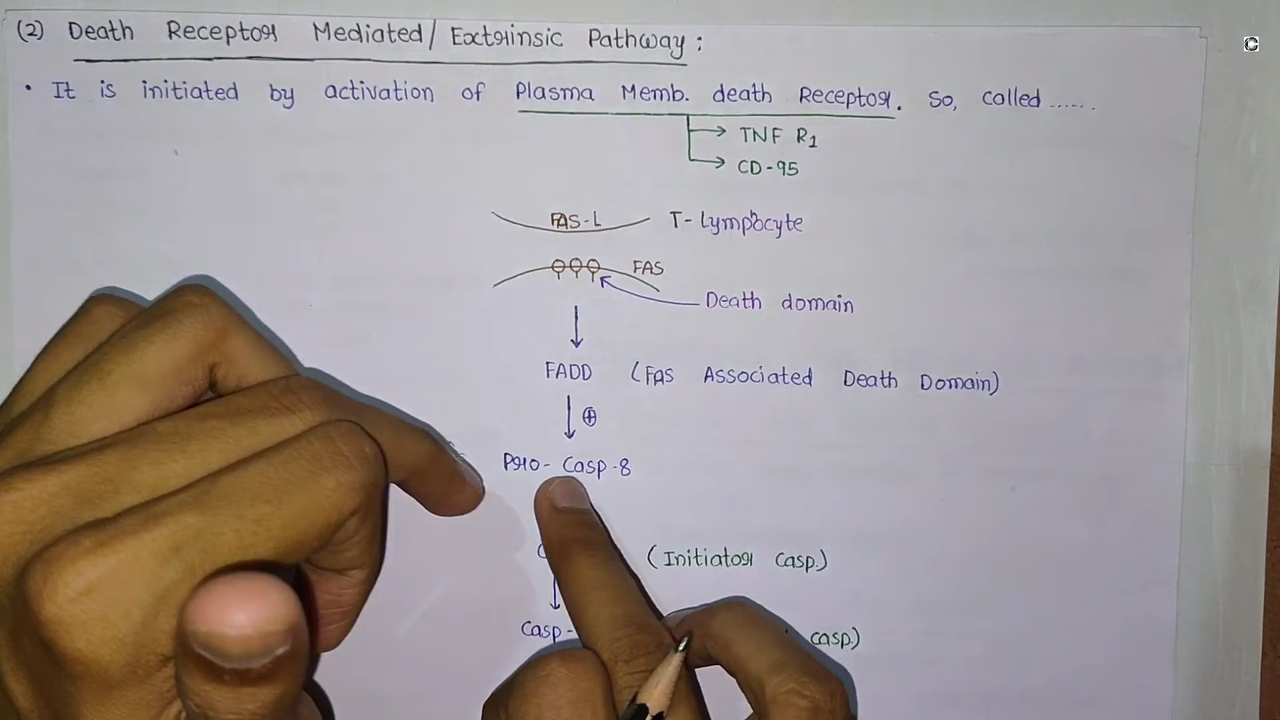 (2) Death Receptor Mediated/ Extrinsic Pathway :
• It is initiated by activation of Plasma Memb. death Receptor. So, called ......
TNF R1
CD-95
FAS-L T-Lymphocyte
FAS
Death domain
FADD (FAS Associated Death Domain)
⊕
Pro-Casp-8
(Initiator Casp.)
Casp- casp.)